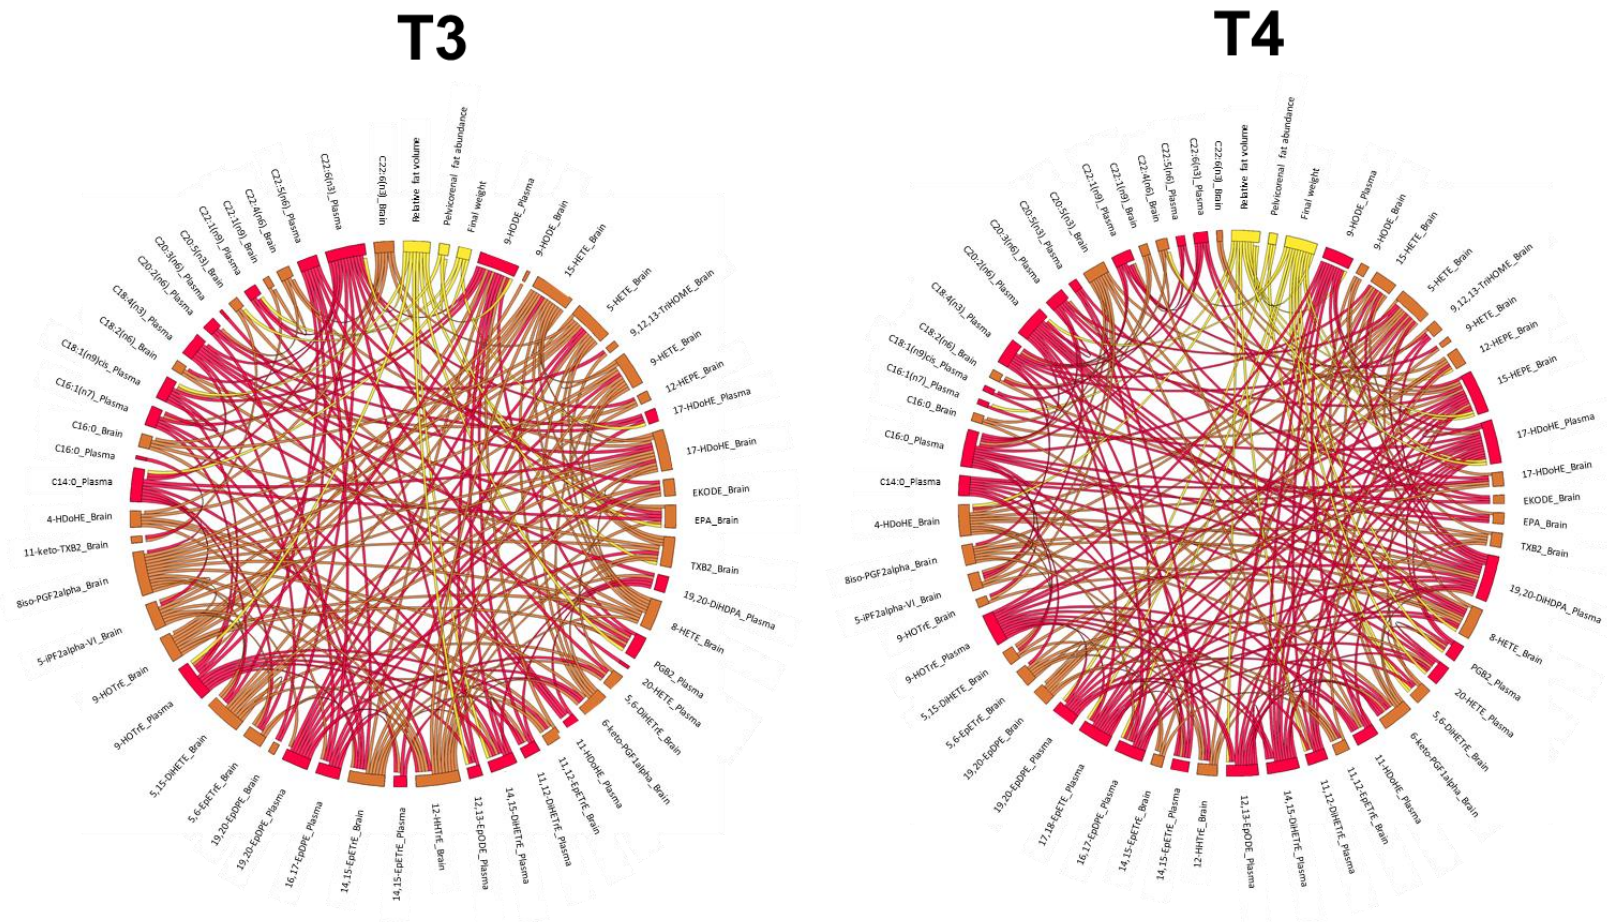 T3
T4
Relative fat volume
Pelvicorenal fat abundance
Final weight
9-HODE_Plasma
9-HODE_Brain
15-HETE_Brain
5-HETE_Brain
9,12,13-TriHOME_Brain
9-HETE_Brain
12-HEPE_Brain
17-HDoHE_Plasma
17-HDoHE_Brain
EKODE_Brain
EPA_Brain
TXB2_Brain
19,20-DiHDPA_Plasma
8-HETE_Brain
PGB2_Plasma
20-HETE_Plasma
5,6-DiHETrE_Brain
6-keto-PGF1alpha_Brain
11-HDoHE_Plasma
11,12-EpETrE_Brain
11,12-DiHETrE_Plasma
14,15-DiHETrE_Plasma
12,13-EpODE_Plasma
12-HHTrE_Brain
14,15-EpETrE_Plasma
14,15-EpETrE_Brain
16,17-EpDPE_Plasma
19,20-EpDPE_Plasma
19,20-EpDPE_Brain
5,6-EpETrE_Brain
5,15-DiHETE_Brain
9-HOTrE_Plasma
9-HOTrE_Brain
5-iPF2alpha-VI_Brain
8iso-PGF2alpha_Brain
11-keto-TXB2_Brain
4-HDoHE_Brain
C14:0_Plasma
C16:0_Plasma
C16:0_Brain
C16:1(n7)_Plasma
C18:1(n9)cis_Plasma
C18:2(n6)_Brain
C18:4(n3)_Plasma
C20:2(n6)_Plasma
C20:3(n6)_Plasma
C20:5(n3)_Brain
C22:1(n9)_Plasma
C22:1(n9)_Brain
C22:4(n6)_Brain
C22:5(n6)_Plasma
C22:6(n3)_Plasma
C22:6(n3)_Brain
Relative fat volume
Pelvicorenal fat abundance
Final weight
9-HODE_Plasma
9-HODE_Brain
15-HETE_Brain
5-HETE_Brain
9,12,13-TriHOME_Brain
9-HETE_Brain
12-HEPE_Brain
15-HEPE_Brain
17-HDoHE_Plasma
17-HDoHE_Brain
EKODE_Brain
EPA_Brain
TXB2_Brain
19,20-DiHDPA_Plasma
8-HETE_Brain
PGB2_Plasma
20-HETE_Plasma
5,6-DiHETrE_Brain
6-keto-PGF1alpha_Brain
11-HDoHE_Plasma
11,12-EpETrE_Brain
11,12-DiHETrE_Plasma
14,15-DiHETrE_Plasma
12,13-EpODE_Plasma
12-HHTrE_Brain
14,15-EpETrE_Plasma
14,15-EpETrE_Brain
16,17-EpDPE_Plasma
17,18-EpETE_Plasma
19,20-EpDPE_Plasma
19,20-EpDPE_Brain
5,6-EpETrE_Brain
5,15-DiHETE_Brain
9-HOTrE_Plasma
9-HOTrE_Brain
5-iPF2alpha-VI_Brain
8iso-PGF2alpha_Brain
4-HDoHE_Brain
C14:0_Plasma
C16:0_Plasma
C16:0_Brain
C16:1(n7)_Plasma
C18:1(n9)cis_Plasma
C18:2(n6)_Brain
C18:4(n3)_Plasma
C20:2(n6)_Plasma
C20:3(n6)_Plasma
C20:5(n3)_Plasma
C20:5(n3)_Brain
C22:1(n9)_Plasma
C22:1(n9)_Brain
C22:4(n6)_Brain
C22:5(n6)_Plasma
C22:6(n3)_Plasma
C22:6(n3)_Brain